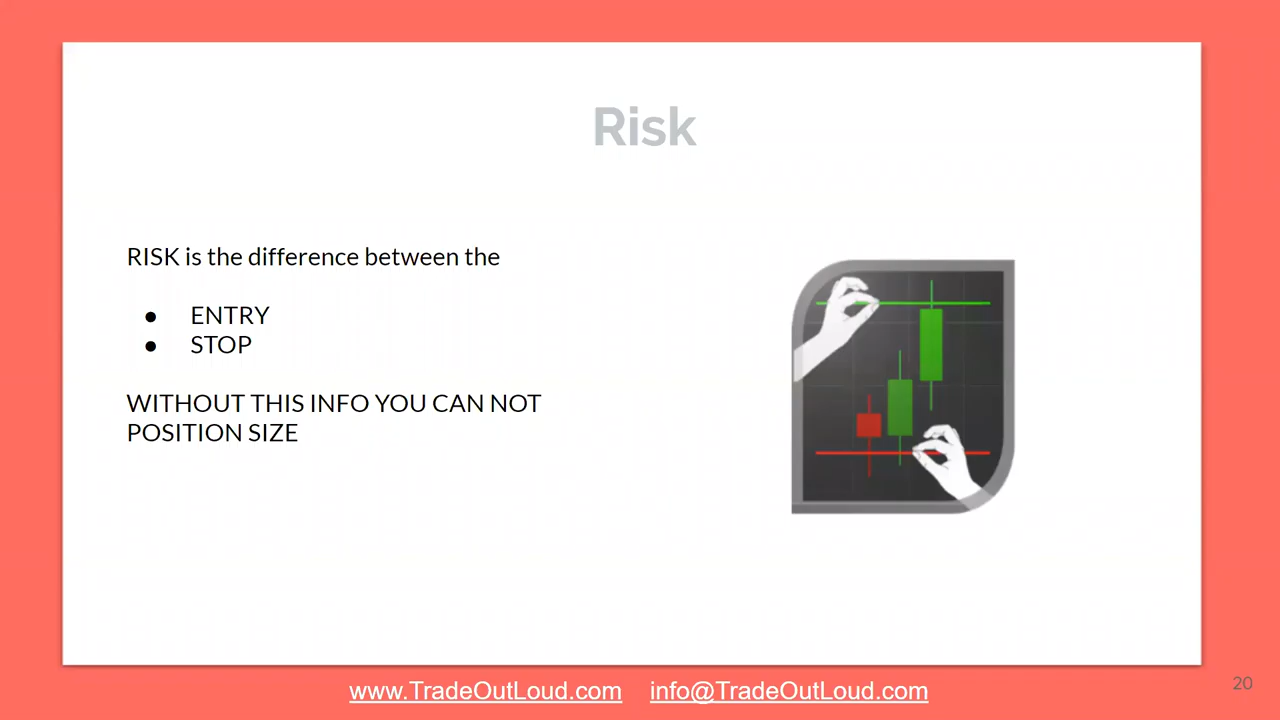 Risk
RISK is the difference between the
● ENTRY
● STOP
WITHOUT THIS INFO YOU CAN NOT
POSITION SIZE
www.TradeOutLoud.com info@TradeOutLoud.com
20